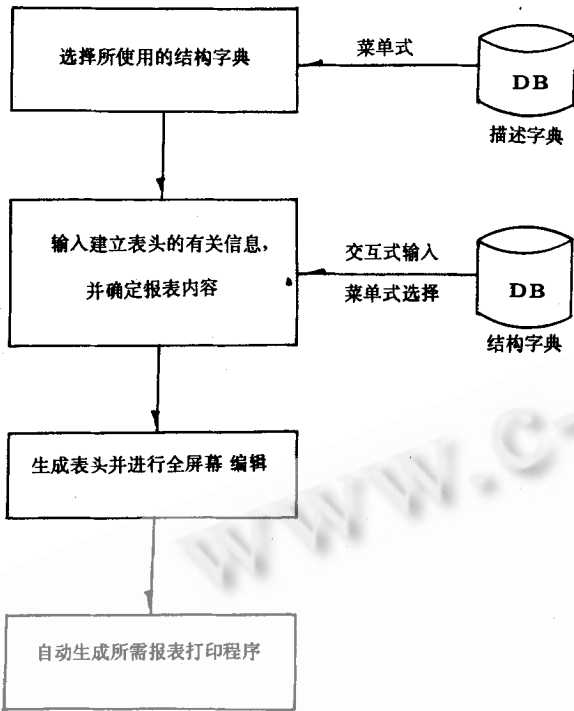 选择所使用的结构字典
菜单式
DB
描述字典
输入建立表头的有关信息，
并确定报表内容
交互式输入
菜单式选择
DB
结构字典
生成表头并进行全屏幕 编辑
www.c-
自动生成所需报表打印程序